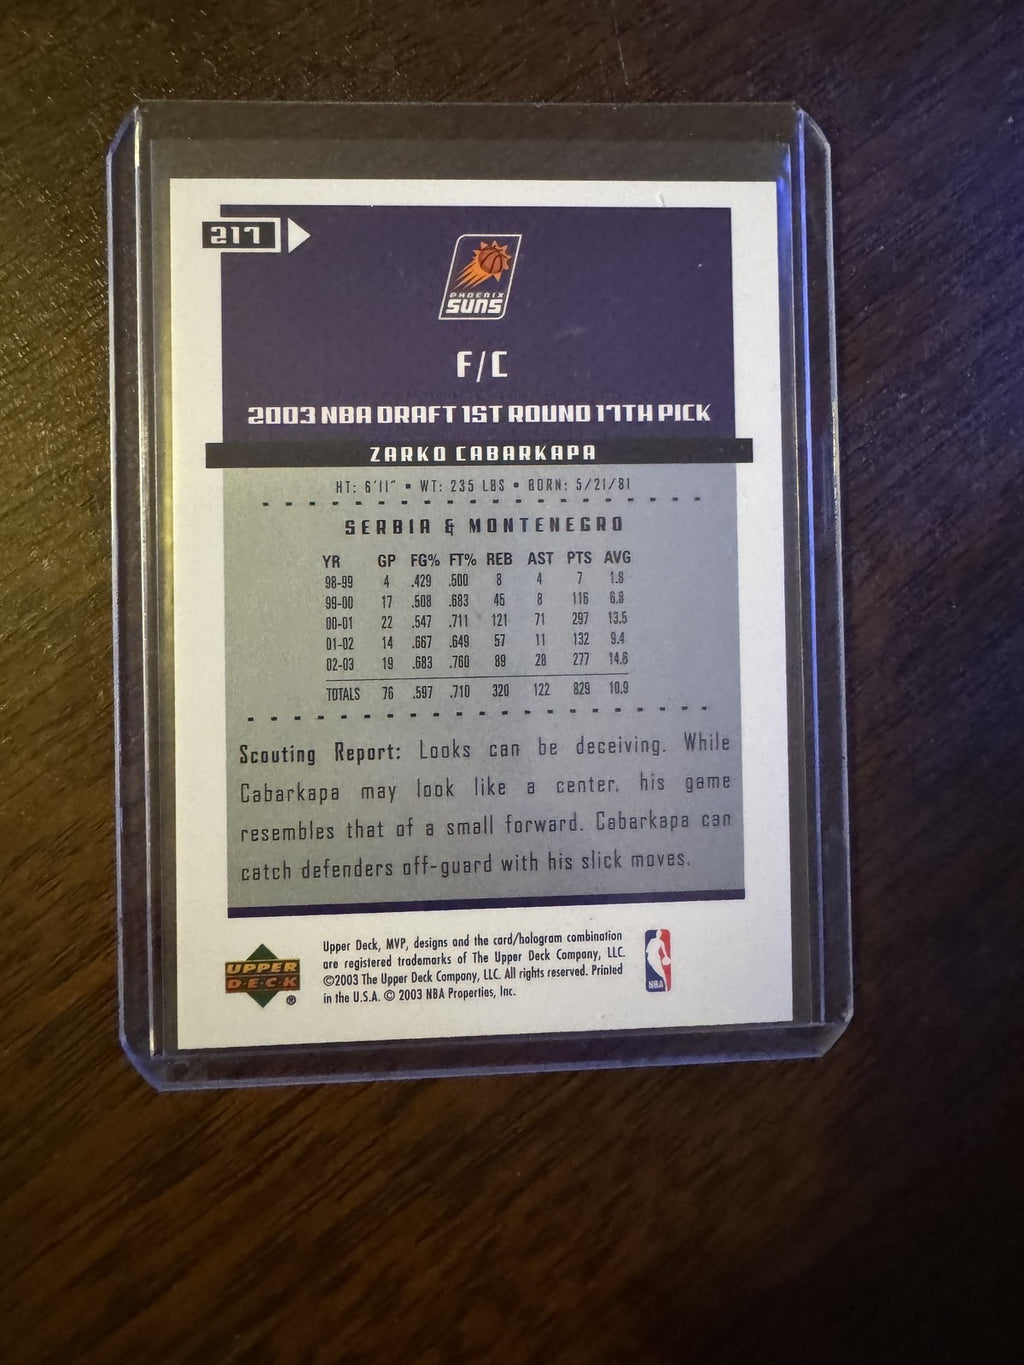 217
PHOENIX
SUNS
F/C
2003 NBA DRAFT 1ST ROUND 17TH PICK
ZARKO CABARKAPA
HT: 6'11" • WT: 235 LBS • BORN: 5/21/81
SERBIA & MONTENEGRO
YR GP FG% FT% REB AST PTS AVG
98-99 4 .429 .500 8 4 7 1.8
99-00 17 .508 .683 45 8 116 6.8
00-01 22 .547 .711 121 71 297 13.5
01-02 14 .667 .649 57 11 132 9.4
02-03 19 .683 .760 89 28 277 14.6
TOTALS 76 .597 .710 320 122 829 10.9
Scouting Report: Looks can be deceiving. While
Cabarkapa may look like a center, his game
resembles that of a small forward. Cabarkapa can
catch defenders off-guard with his slick moves.
UPPER
DECK
®
Upper Deck, MVP, designs and the card/hologram combination
are registered trademarks of The Upper Deck Company, LLC.
©2003 The Upper Deck Company, LLC. All rights reserved. Printed
in the U.S.A. © 2003 NBA Properties, Inc.
NBA